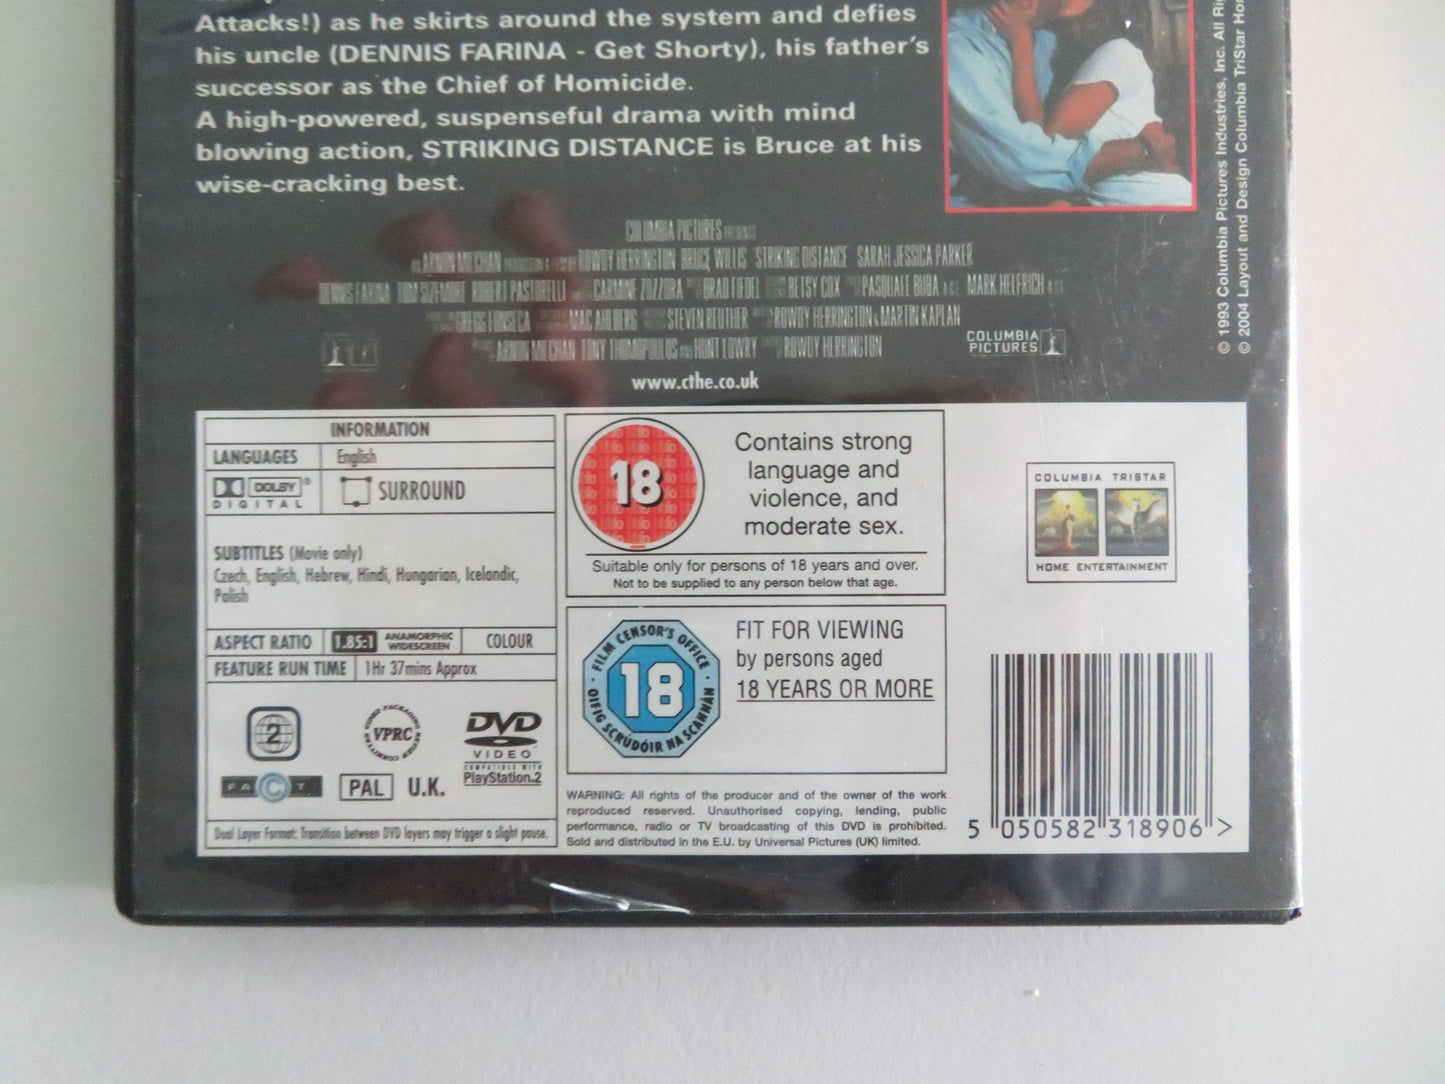 Attacks!) as he skirts around the system and defies
his uncle (DENNIS FARINA - Get Shorty), his father's
successor as the Chief of Homicide.
A high-powered, suspenseful drama with mind
blowing action, STRIKING DISTANCE is Bruce at his
wise-cracking best.
COLUMBIA PICTURES PRESENTS
ARNON MILCHAN ROWDY HERRINGTON BRUCE WILLIS STRIKING DISTANCE SARAH JESSICA PARKER
DENNIS FARINA TOM SIZEMORE ROBERT PASTORELLI CARMINE ZOZZORA BRAD FIEDEL BETSY COX PASQUALE BUBA A.C.E. MARK HELFRICH A.C.E.
GREGG FONSECA MAC AHLBERG STEVEN REUTHER ROWDY HERRINGTON & MARTIN KAPLAN
ARNON MILCHAN TONY THOMOPOULOS AND HUNT LOWRY ROWDY HERRINGTON
COLUMBIA
PICTURES
www.cthe.co.uk
© 1993 Columbia Pictures Industries, Inc. All
© 2004 Layout and Design Columbia TriStar
INFORMATION
LANGUAGES English
DOLBY®
DIGITAL
SURROUND
SUBTITLES (Movie only)
Czech, English, Hebrew, Hindi, Hungarian, Icelandic,
Polish
ASPECT RATIO 1.85:1 ANAMORPHIC
WIDESCREEN COLOUR
FEATURE RUN TIME 1Hr 37mins Approx
2
VPRC
DVD
VIDEO
COMPATIBLE WITH
PlayStation.2
FACT
PAL U.K.
Dual Layer Format: Transition between DVD layers may trigger a slight pause.
18
Contains strong
language and
violence, and
moderate sex.
Suitable only for persons of 18 years and over.
Not to be supplied to any person below that age.
FILM CENSOR'S OFFICE
18
OIFIG SCRÚDÓIR NA SCANNÁN
FIT FOR VIEWING
by persons aged
18 YEARS OR MORE
WARNING: All rights of the producer and of the owner of the work
reproduced reserved. Unauthorised copying, lending, public
performance, radio or TV broadcasting of this DVD is prohibited.
Sold and distributed in the E.U. by Universal Pictures (UK) limited.
COLUMBIA TRISTAR
HOME ENTERTAINMENT
5 050582 318906 >